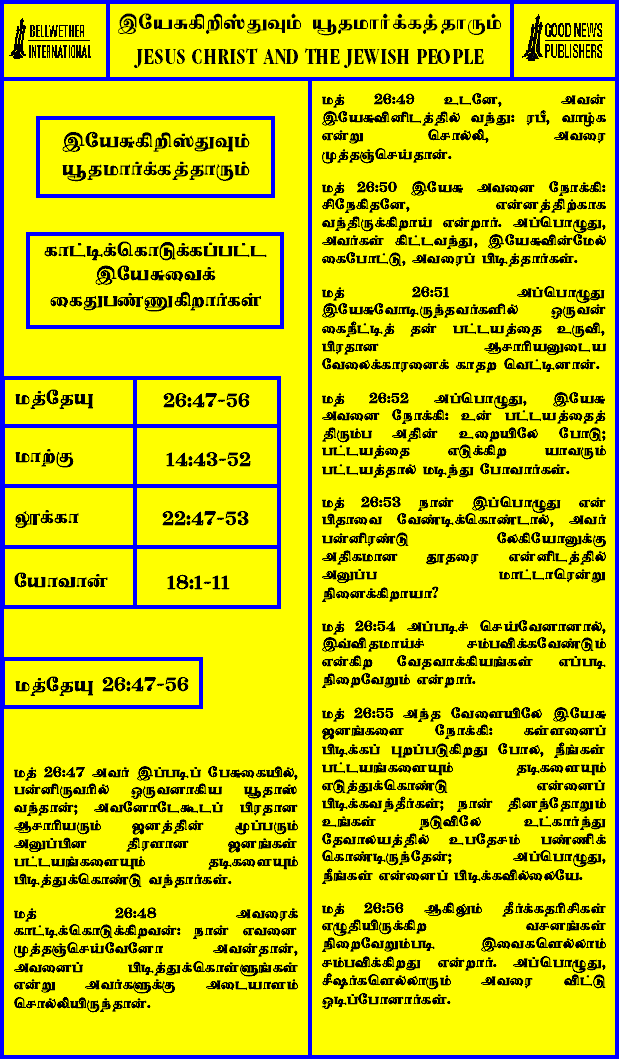 BELLWETHER
INTERNATIONAL
இயேசுகிறிஸ்துவும் யூதமார்க்கத்தாரும்
JESUS CHRIST AND THE JEWISH PEOPLE
GOOD NEWS
PUBLISHERS
இயேசுகிறிஸ்துவும்
யூதமார்க்கத்தாரும்
காட்டிக்கொடுக்கப்பட்ட
இயேசுவைக்
கைதுபண்ணுகிறார்கள்
மத்தேயு 26:47-56
மாற்கு 14:43-52
லூக்கா 22:47-53
யோவான் 18:1-11
மத்தேயு 26:47-56
மத் 26:47 அவர் இப்படிப் பேசுகையில்,
பன்னிருவரில் ஒருவனாகிய யூதாஸ்
வந்தான்; அவனோடேகூடப் பிரதான
ஆசாரியரும் ஜனத்தின் மூப்பரும்
அனுப்பின திரளான ஜனங்கள்
பட்டயங்களையும் தடிகளையும்
பிடித்துக்கொண்டு வந்தார்கள்.
மத் 26:48 அவரைக்
காட்டிக்கொடுக்கிறவன்: நான் எவனை
முத்தஞ்செய்வேனோ அவன்தான்,
அவனைப் பிடித்துக்கொள்ளுங்கள்
என்று அவர்களுக்கு அடையாளம்
சொல்லியிருந்தான்.
மத் 26:49 உடனே, அவன்
இயேசுவினிடத்தில் வந்து: ரபீ, வாழ்க
என்று சொல்லி, அவரை
முத்தஞ்செய்தான்.
மத் 26:50 இயேசு அவனை நோக்கி:
சிநேகிதனே, என்னத்திற்காக
வந்திருக்கிறாய் என்றார். அப்பொழுது,
அவர்கள் கிட்டவந்து, இயேசுவின்மேல்
கைபோட்டு, அவரைப் பிடித்தார்கள்.
மத் 26:51 அப்பொழுது
இயேசுவோடிருந்தவர்களில் ஒருவன்
கைநீட்டித் தன் பட்டயத்தை உருவி,
பிரதான ஆசாரியனுடைய
வேலைக்காரனைக் காதற வெட்டினான்.
மத் 26:52 அப்பொழுது, இயேசு
அவனை நோக்கி: உன் பட்டயத்தைத்
திரும்ப அதின் உறையிலே போடு;
பட்டயத்தை எடுக்கிற யாவரும்
பட்டயத்தால் மடிந்து போவார்கள்.
மத் 26:53 நான் இப்பொழுது என்
பிதாவை வேண்டிக்கொண்டால், அவர்
பன்னிரண்டு லேகியோனுக்கு
அதிகமான தூதரை என்னிடத்தில்
அனுப்ப மாட்டாரென்று
நினைக்கிறாயா?
மத் 26:54 அப்படிச் செய்வேனானால்,
இவ்விதமாய்ச் சம்பவிக்கவேண்டும்
என்கிற வேதவாக்கியங்கள் எப்படி
நிறைவேறும் என்றார்.
மத் 26:55 அந்த வேளையிலே இயேசு
ஜனங்களை நோக்கி: கள்ளனைப்
பிடிக்கப் புறப்படுகிறது போல, நீங்கள்
பட்டயங்களையும் தடிகளையும்
எடுத்துக்கொண்டு என்னைப்
பிடிக்கவந்தீர்கள்; நான் தினந்தோறும்
உங்கள் நடுவிலே உட்கார்ந்து
தேவாலயத்தில் உபதேசம் பண்ணிக்
கொண்டிருந்தேன்; அப்பொழுது,
நீங்கள் என்னைப் பிடிக்கவில்லையே.
மத் 26:56 ஆகிலும் தீர்க்கதரிசிகள்
எழுதியிருக்கிற வசனங்கள்
நிறைவேறும்படி இவைகளெல்லாம்
சம்பவிக்கிறது என்றார். அப்பொழுது,
சீஷர்களெல்லாரும் அவரை விட்டு
ஓடிப்போனார்கள்.